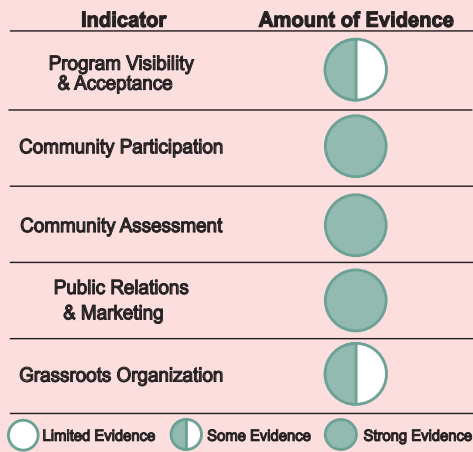 Indicator Amount of Evidence
Program Visibility
& Acceptance
Community Participation
Community Assessment
Public Relations
& Marketing
Grassroots Organization
Limited Evidence Some Evidence Strong Evidence